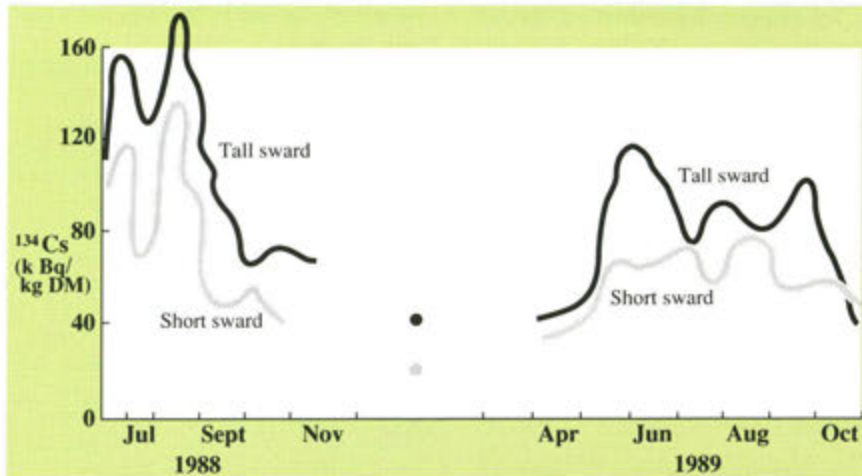 160
120
80
40
0
¹³⁴Cs
(k Bq/
kg DM)
Tall sward
Short sward
Tall sward
Short sward
Jul Sept Nov Apr Jun Aug Oct
1988 1989